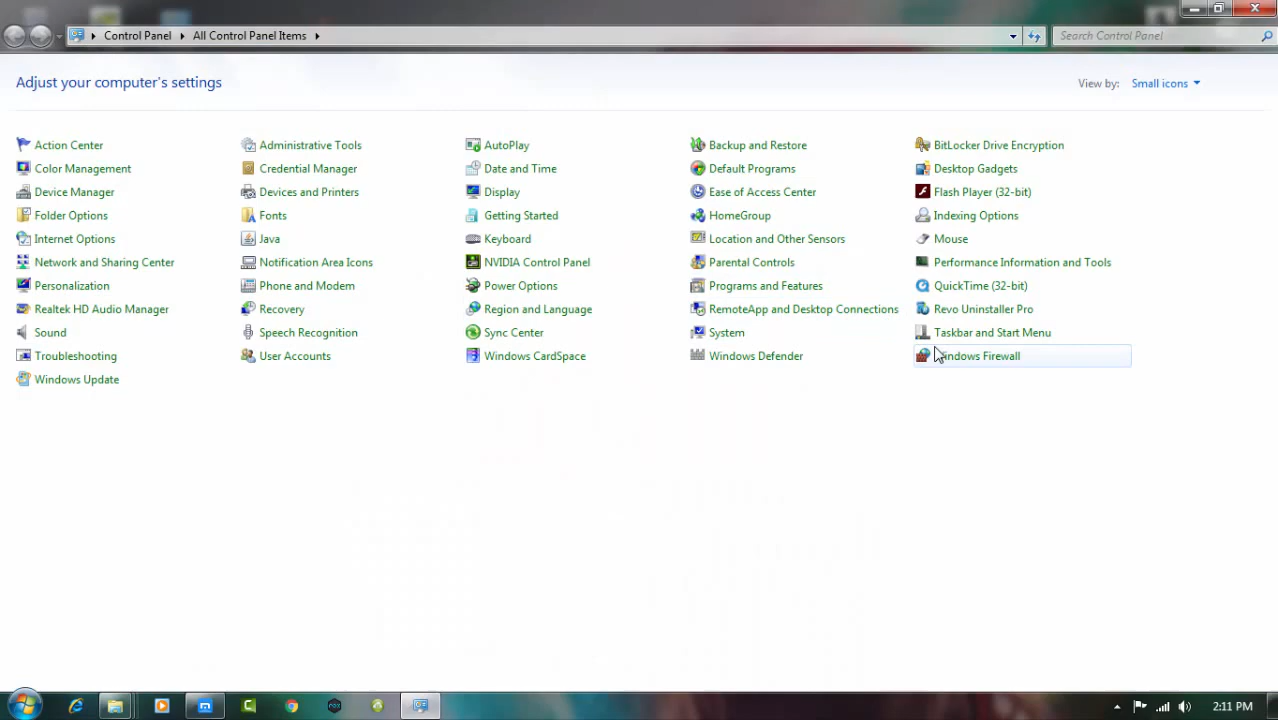 Control Panel All Control Panel Items Search Control Panel
Adjust your computer's settings View by: Small icons
Action Center Administrative Tools AutoPlay Backup and Restore BitLocker Drive Encryption
Color Management Credential Manager Date and Time Default Programs Desktop Gadgets
Device Manager Devices and Printers Display Ease of Access Center Flash Player (32-bit)
Folder Options Fonts Getting Started HomeGroup Indexing Options
Internet Options Java Keyboard Location and Other Sensors Mouse
Network and Sharing Center Notification Area Icons NVIDIA Control Panel Parental Controls Performance Information and Tools
Personalization Phone and Modem Power Options Programs and Features QuickTime (32-bit)
Realtek HD Audio Manager Recovery Region and Language RemoteApp and Desktop Connections Revo Uninstaller Pro
Sound Speech Recognition Sync Center System Taskbar and Start Menu
Troubleshooting User Accounts Windows CardSpace Windows Defender Windows Firewall
Windows Update
2:11 PM